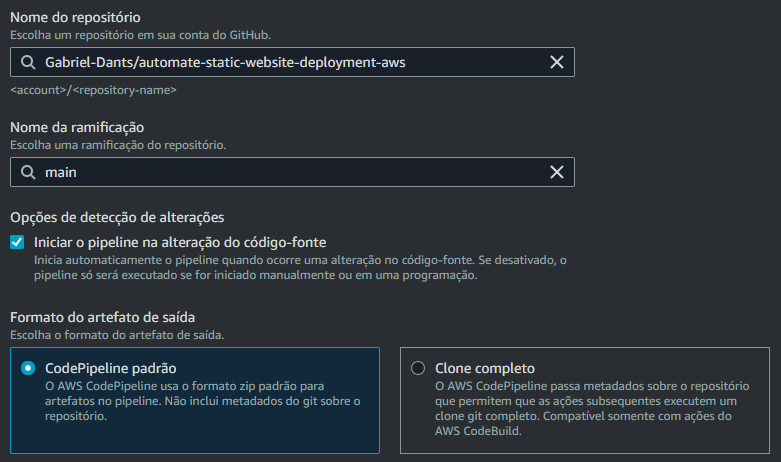 Nome do repositório
Escolha um repositório em sua conta do GitHub.
Gabriel-Dants/automate-static-website-deployment-aws
<account>/<repository-name>
Nome da ramificação
Escolha uma ramificação do repositório.
main
Opções de detecção de alterações
Iniciar o pipeline na alteração do código-fonte
Inicia automaticamente o pipeline quando ocorre uma alteração no código-fonte. Se desativado, o
pipeline só será executado se for iniciado manualmente ou em uma programação.
Formato do artefato de saída
Escolha o formato do artefato de saída.
CodePipeline padrão
O AWS CodePipeline usa o formato zip padrão para
artefatos no pipeline. Não inclui metadados do git sobre o
repositório.
Clone completo
O AWS CodePipeline passa metadados sobre o repositório
que permitem que as ações subsequentes executem um
clone git completo. Compatível somente com ações do
AWS CodeBuild.